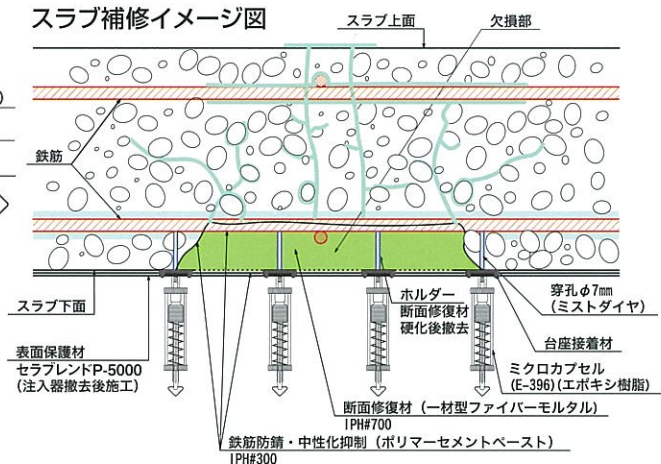 スラブ補修イメージ図
スラブ上面
欠損部
鉄筋
スラブ下面
ホルダー
断面修復材
硬化後撤去
穿孔φ7㎜
(ミストダイヤ)
台座接着材
表面保護材
セラブレンドP-5000
(注入器撤去後施工)
ミクロカプセル
(E-396)(エポキシ樹脂)
断面修復材（一材型ファイバーモルタル）
IPH#700
鉄筋防錆・中性化抑制（ポリマーセメントペースト）
IPH#300